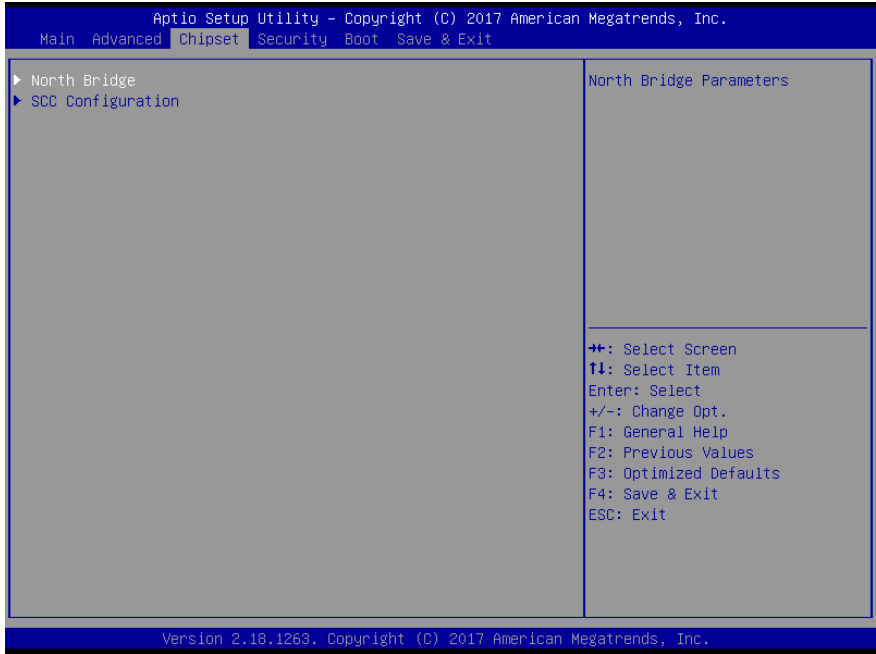 Aptio Setup Utility – Copyright (C) 2017 American Megatrends, Inc.
Main Advanced Chipset Security Boot Save & Exit
North Bridge
SCC Configuration
North Bridge Parameters
→←: Select Screen
↑↓: Select Item
Enter: Select
+/-: Change Opt.
F1: General Help
F2: Previous Values
F3: Optimized Defaults
F4: Save & Exit
ESC: Exit
Version 2.18.1263. Copyright (C) 2017 American Megatrends, Inc.